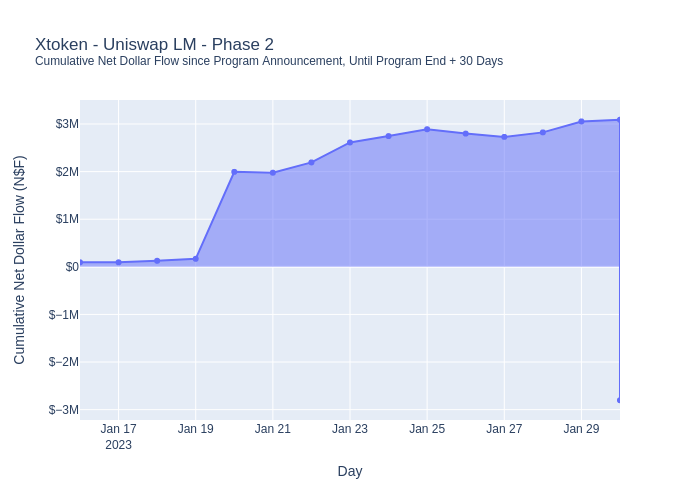 Xtoken - Uniswap LM - Phase 2
Cumulative Net Dollar Flow since Program Announcement, Until Program End + 30 Days
Cumulative Net Dollar Flow (N$F)
$3M
$2M
$1M
$0
$−1M
$−2M
$−3M
Jan 17 Jan 19 Jan 21 Jan 23 Jan 25 Jan 27 Jan 29
2023
Day